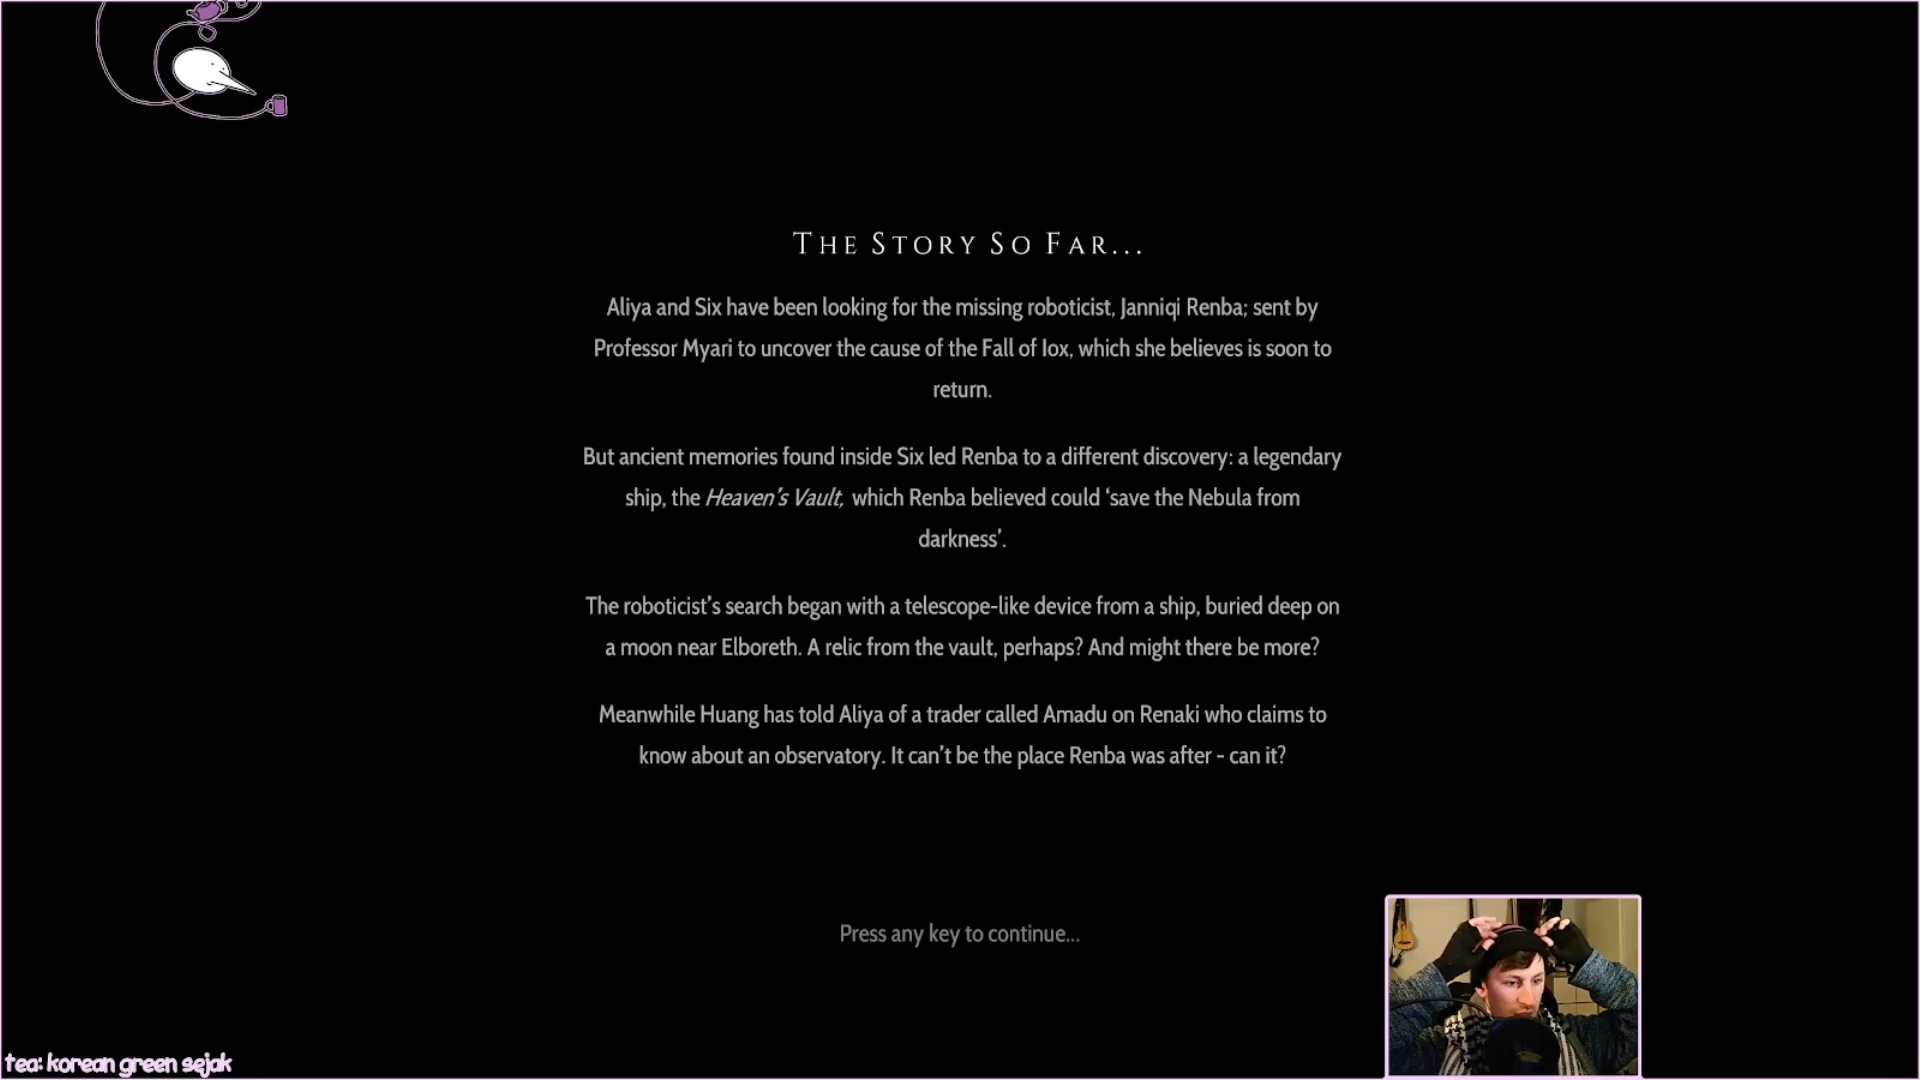 The Story So Far...
Aliya and Six have been looking for the missing roboticist, Janniqi Renba; sent by
Professor Myari to uncover the cause of the Fall of Iox, which she believes is soon to
return.
But ancient memories found inside Six led Renba to a different discovery: a legendary
ship, the Heaven's Vault, which Renba believed could ‘save the Nebula from
darkness’.
The roboticist’s search began with a telescope-like device from a ship, buried deep on
a moon near Elboreth. A relic from the vault, perhaps? And might there be more?
Meanwhile Huang has told Aliya of a trader called Amadu on Renaki who claims to
know about an observatory. It can’t be the place Renba was after - can it?
Press any key to continue...
tea: korean green sejak